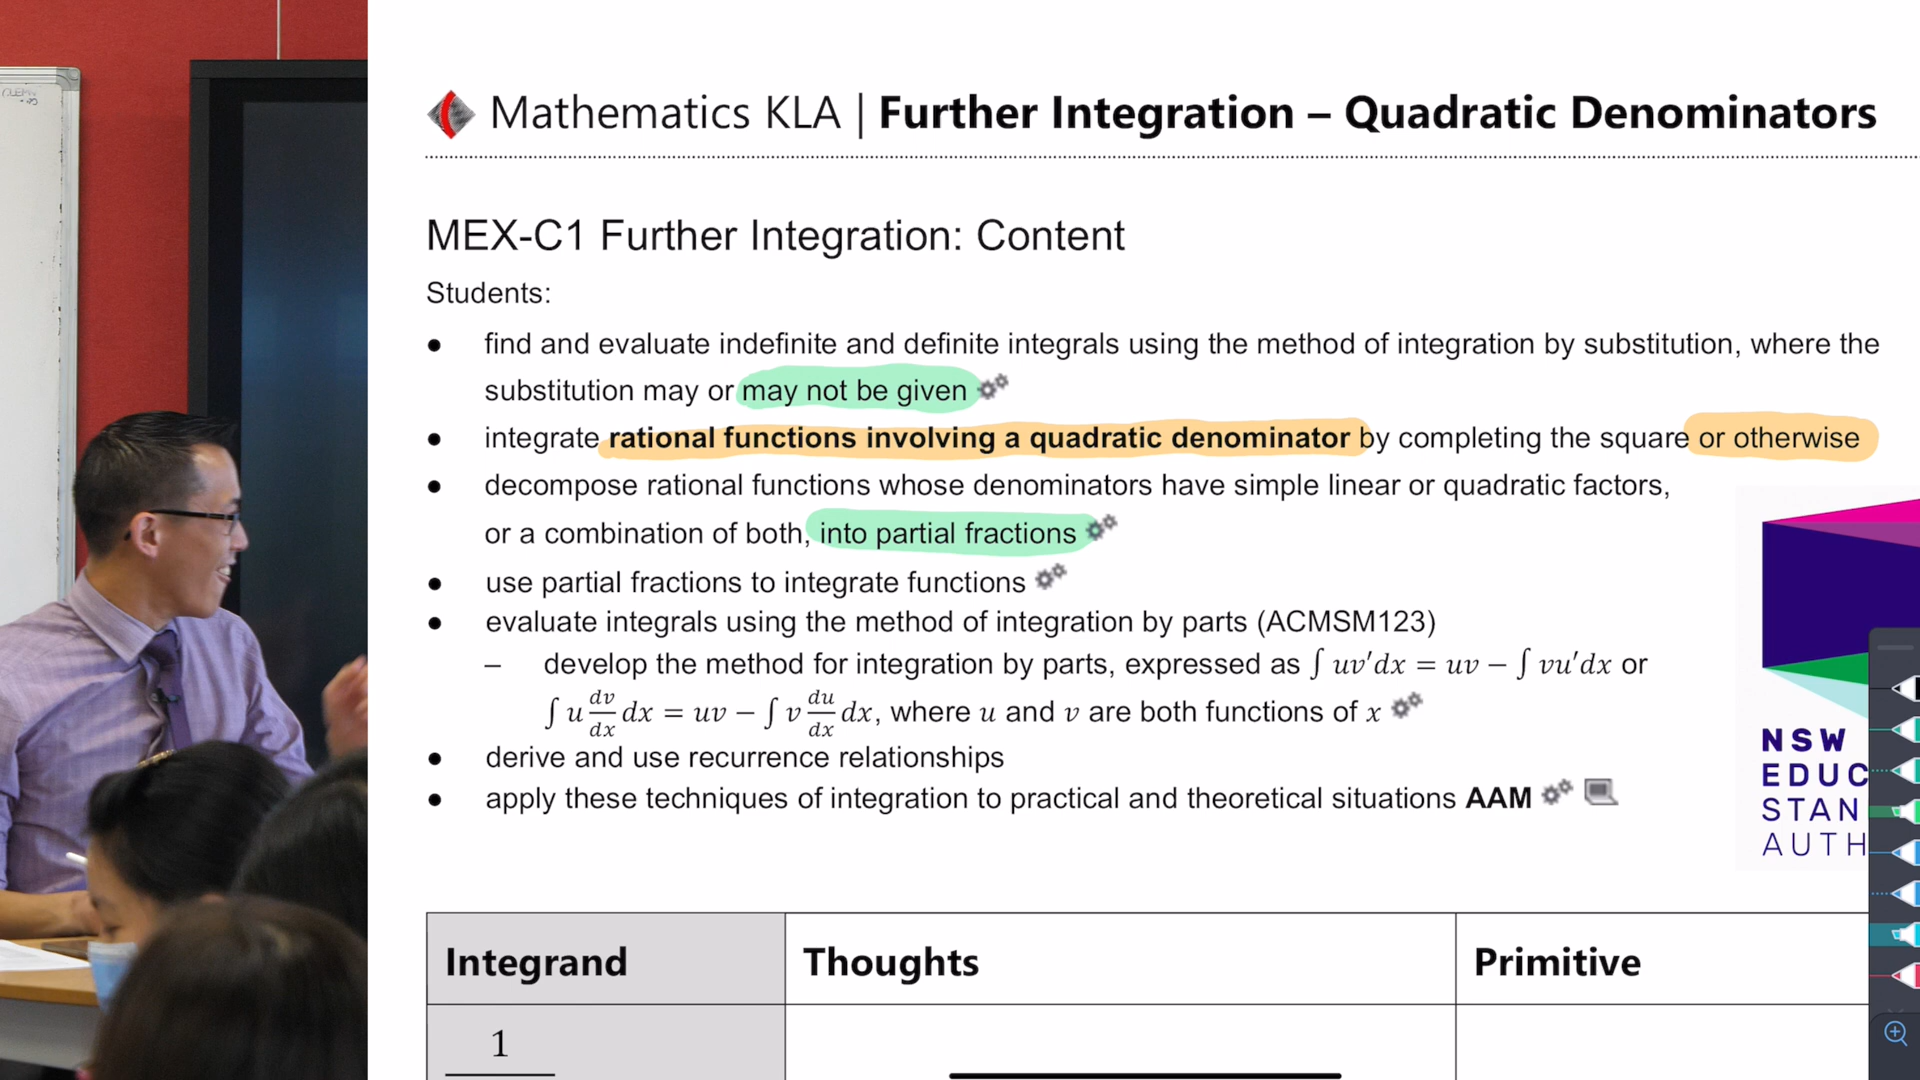 Mathematics KLA | Further Integration – Quadratic Denominators
MEX-C1 Further Integration: Content
Students:
● find and evaluate indefinite and definite integrals using the method of integration by substitution, where the
substitution may or may not be given
● integrate rational functions involving a quadratic denominator by completing the square or otherwise
● decompose rational functions whose denominators have simple linear or quadratic factors,
or a combination of both, into partial fractions
● use partial fractions to integrate functions
● evaluate integrals using the method of integration by parts (ACMSM123)
– develop the method for integration by parts, expressed as ∫ uv′dx = uv − ∫ vu′dx or
∫ u dv/dx dx = uv − ∫ v du/dx dx, where u and v are both functions of x
● derive and use recurrence relationships
● apply these techniques of integration to practical and theoretical situations AAM
NSW
EDUC
STAN
AUTH
Integrand Thoughts Primitive
1